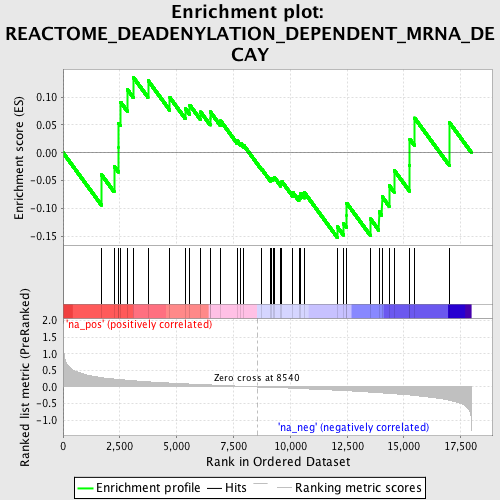 Enrichment plot:
REACTOME_DEADENYLATION_DEPENDENT_MRNA_DE
CAY
Enrichment score (ES)
0.10
0.05
0.00
-0.05
-0.10
-0.15
'na_pos' (positively correlated)
Ranked list metric (PreRanked)
2.0
1.5
1.0
0.5
0.0
-0.5
-1.0
Zero cross at 8540
'na_neg' (negatively correlated)
0
2,500
5,000
7,500
10,000
12,500
15,000
17,500
Rank in Ordered Dataset
Enrichment profile
Hits
Ranking metric scores